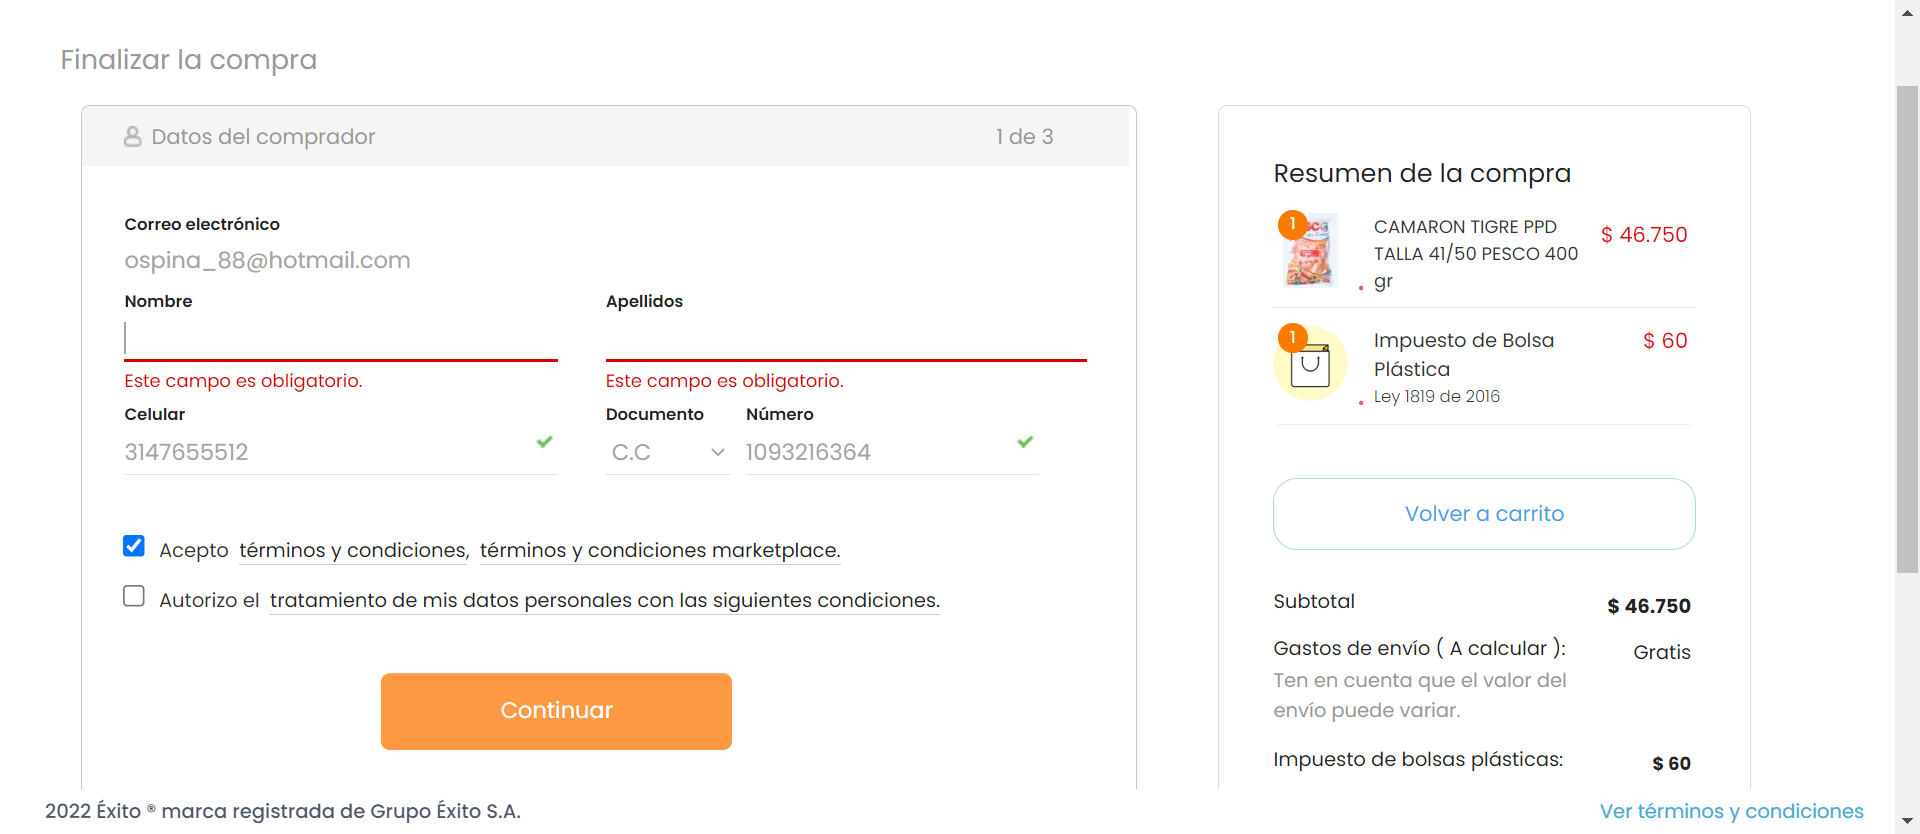 Finalizar la compra
Datos del comprador
1 de 3
Correo electrónico
ospina_88@hotmail.com
Nombre
Apellidos
Este campo es obligatorio.
Este campo es obligatorio.
Celular
Documento
Número
3147655512
C.C
1093216364
Acepto términos y condiciones, términos y condiciones marketplace.
Autorizo el tratamiento de mis datos personales con las siguientes condiciones.
Continuar
Resumen de la compra
1
CAMARON TIGRE PPD
TALLA 41/50 PESCO 400
gr
$ 46.750
1
Impuesto de Bolsa
Plástica
Ley 1819 de 2016
$ 60
Volver a carrito
Subtotal
$ 46.750
Gastos de envío ( A calcular ):
Gratis
Ten en cuenta que el valor del
envío puede variar.
Impuesto de bolsas plásticas:
$ 60
2022 Éxito ® marca registrada de Grupo Éxito S.A.
Ver términos y condiciones